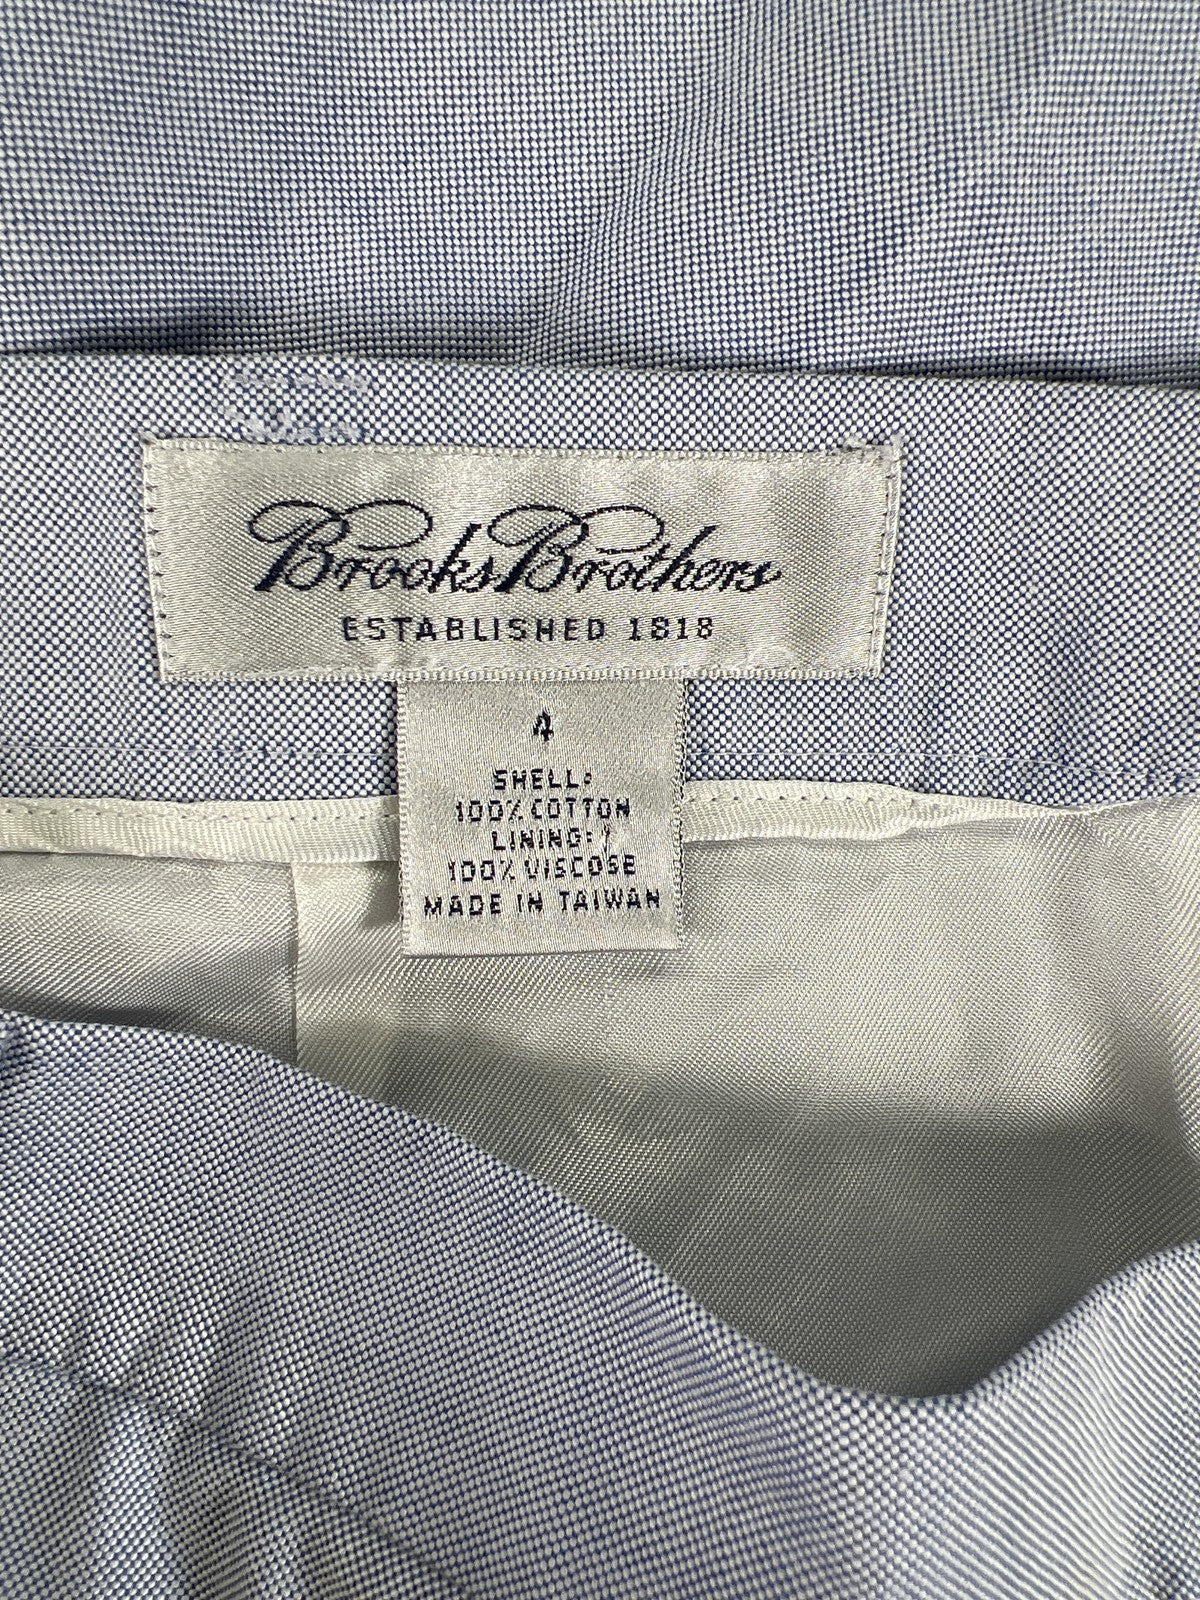 Brooks Brothers
ESTABLISHED 1818
4
SHELL:
100% COTTON
LINING:
100% VISCOSE
MADE IN TAIWAN